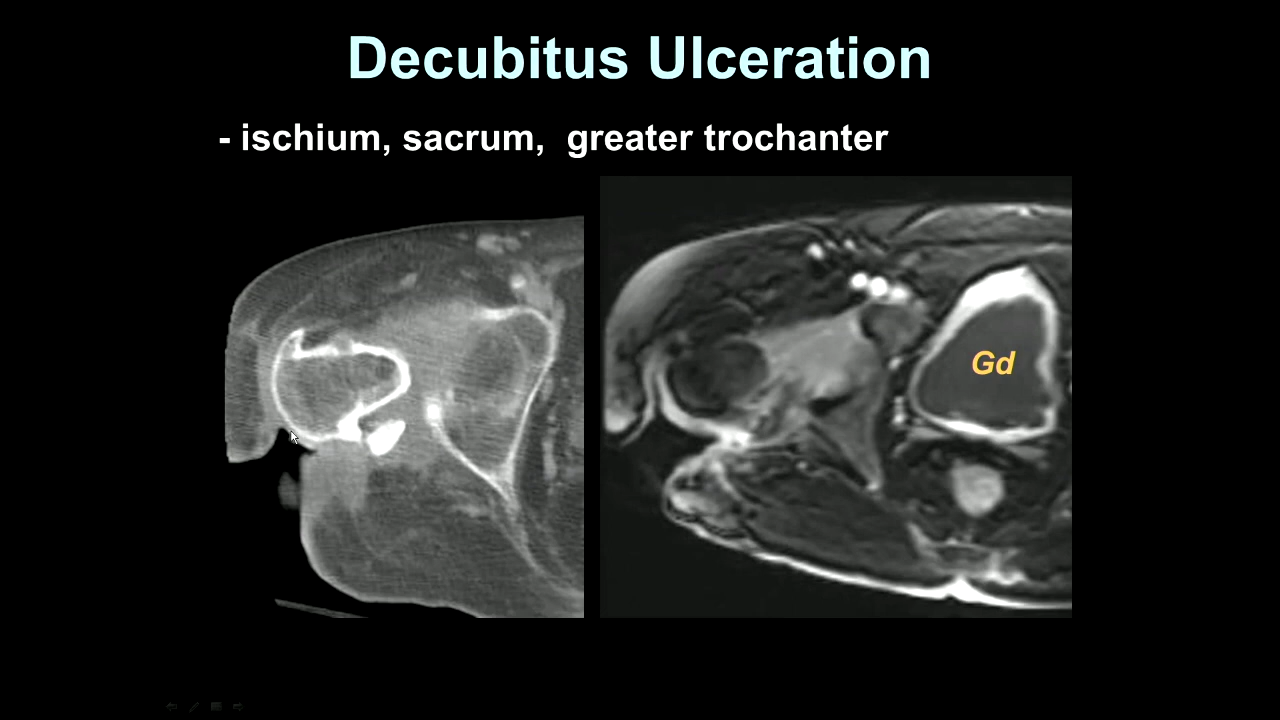 Decubitus Ulceration
- ischium, sacrum, greater trochanter
Gd